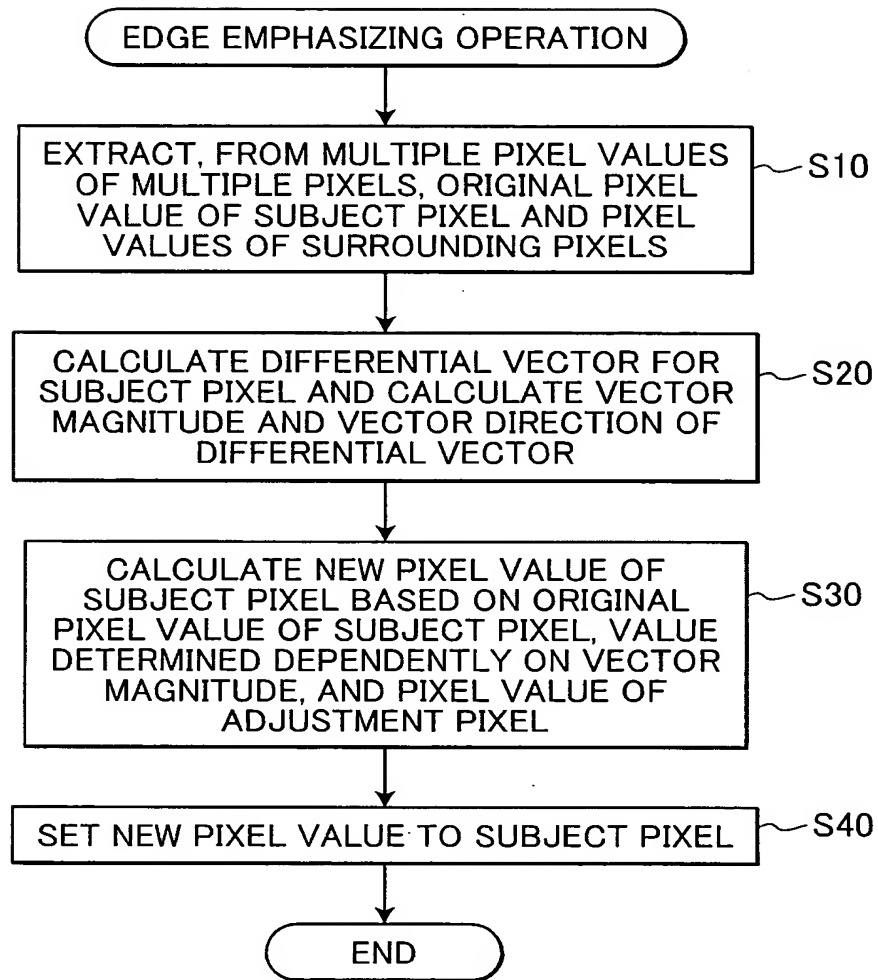 EDGE EMPHASIZING OPERATION
EXTRACT, FROM MULTIPLE PIXEL VALUES
OF MULTIPLE PIXELS, ORIGINAL PIXEL
VALUE OF SUBJECT PIXEL AND PIXEL
VALUES OF SURROUNDING PIXELS
S10
CALCULATE DIFFERENTIAL VECTOR FOR
SUBJECT PIXEL AND CALCULATE VECTOR
MAGNITUDE AND VECTOR DIRECTION OF
DIFFERENTIAL VECTOR
S20
CALCULATE NEW PIXEL VALUE OF
SUBJECT PIXEL BASED ON ORIGINAL
PIXEL VALUE OF SUBJECT PIXEL, VALUE
DETERMINED DEPENDENTLY ON VECTOR
MAGNITUDE, AND PIXEL VALUE OF
ADJUSTMENT PIXEL
S30
SET NEW PIXEL VALUE TO SUBJECT PIXEL
S40
END